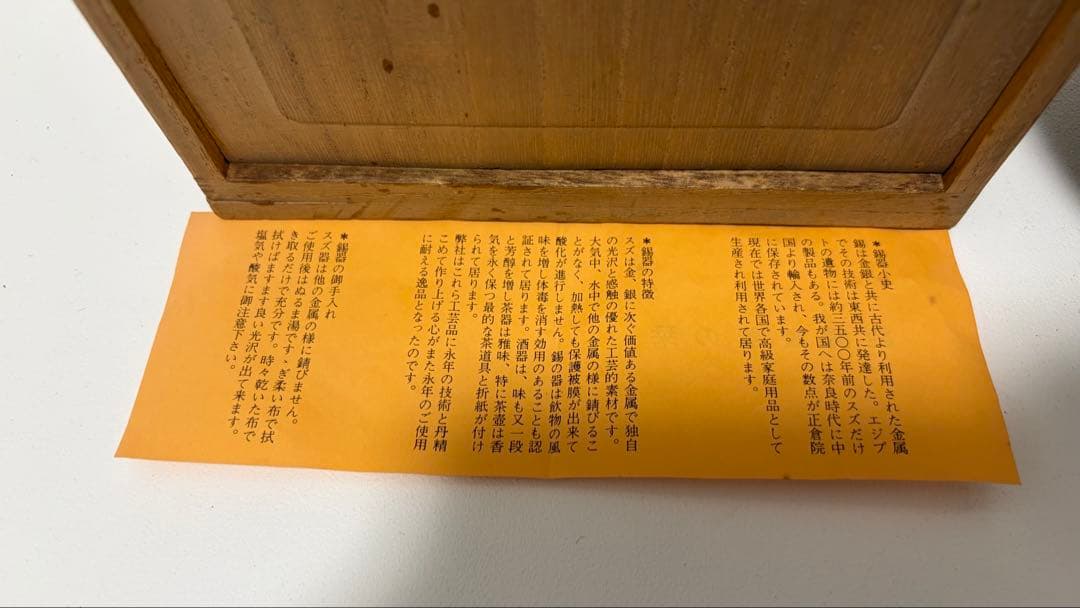 ＊錫器小史
錫は金銀と共に古代より利用された金属
でその技術は東西共に発達した。エジプ
トの遺物には約三五〇〇年前のスズだけ
の製品もある。我が国へは奈良時代に中
国より輸入され、今もその数点が正倉院
に保存されています。
現在では世界各国で高級家庭用品として
生産され利用されて居ります。
＊錫器の特徴
スズは金、銀に次ぐ価値ある金属で独自
の光沢と感触の優れた工芸的素材です。
大気中、水中で他の金属の様に錆びるこ
とがなく、加熱しても保護被膜が出来て
酸化が進行しません。錫の器は飲物の風
味を増し体毒を消す効用のあることも認
証されて居ります。酒器は、味も又一段
と芳醇を増し茶器は雅味、特に茶壷は香
気を永く保つ最的な茶道具と折紙が付け
られて居ります。
弊社はこれら工芸品に永年の技術と丹精
こめて作り上げる心がまた永年のご使用
に耐える逸品となったのです。
＊錫器の御手入れ
スズ器は他の金属の様に錆びません。
ご使用後はぬるま湯ですゝぎ柔い布で拭
き取るだけで充分です。時々乾いた布で
拭けばますます良い光沢が出て来ます。
塩気や酸気に御注意下さい。